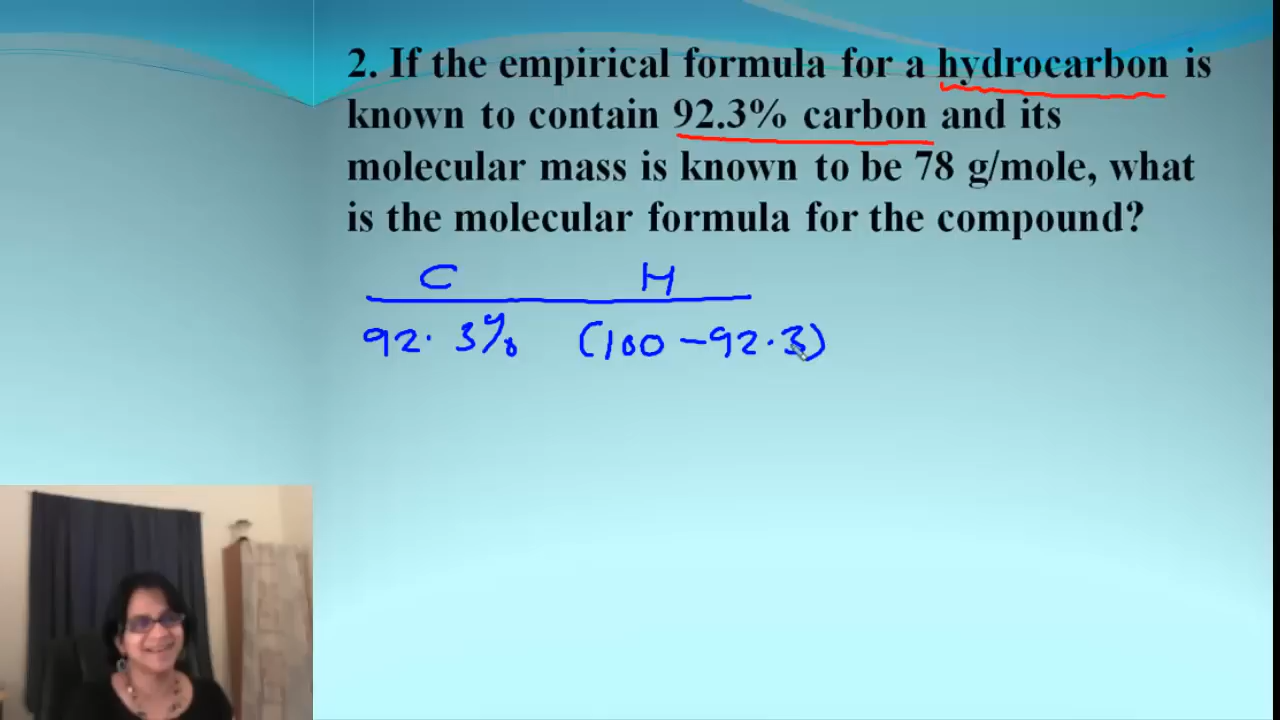 2. If the empirical formula for a hydrocarbon is
known to contain 92.3% carbon and its
molecular mass is known to be 78 g/mole, what
is the molecular formula for the compound?
C H
92.3% (100-92.3)